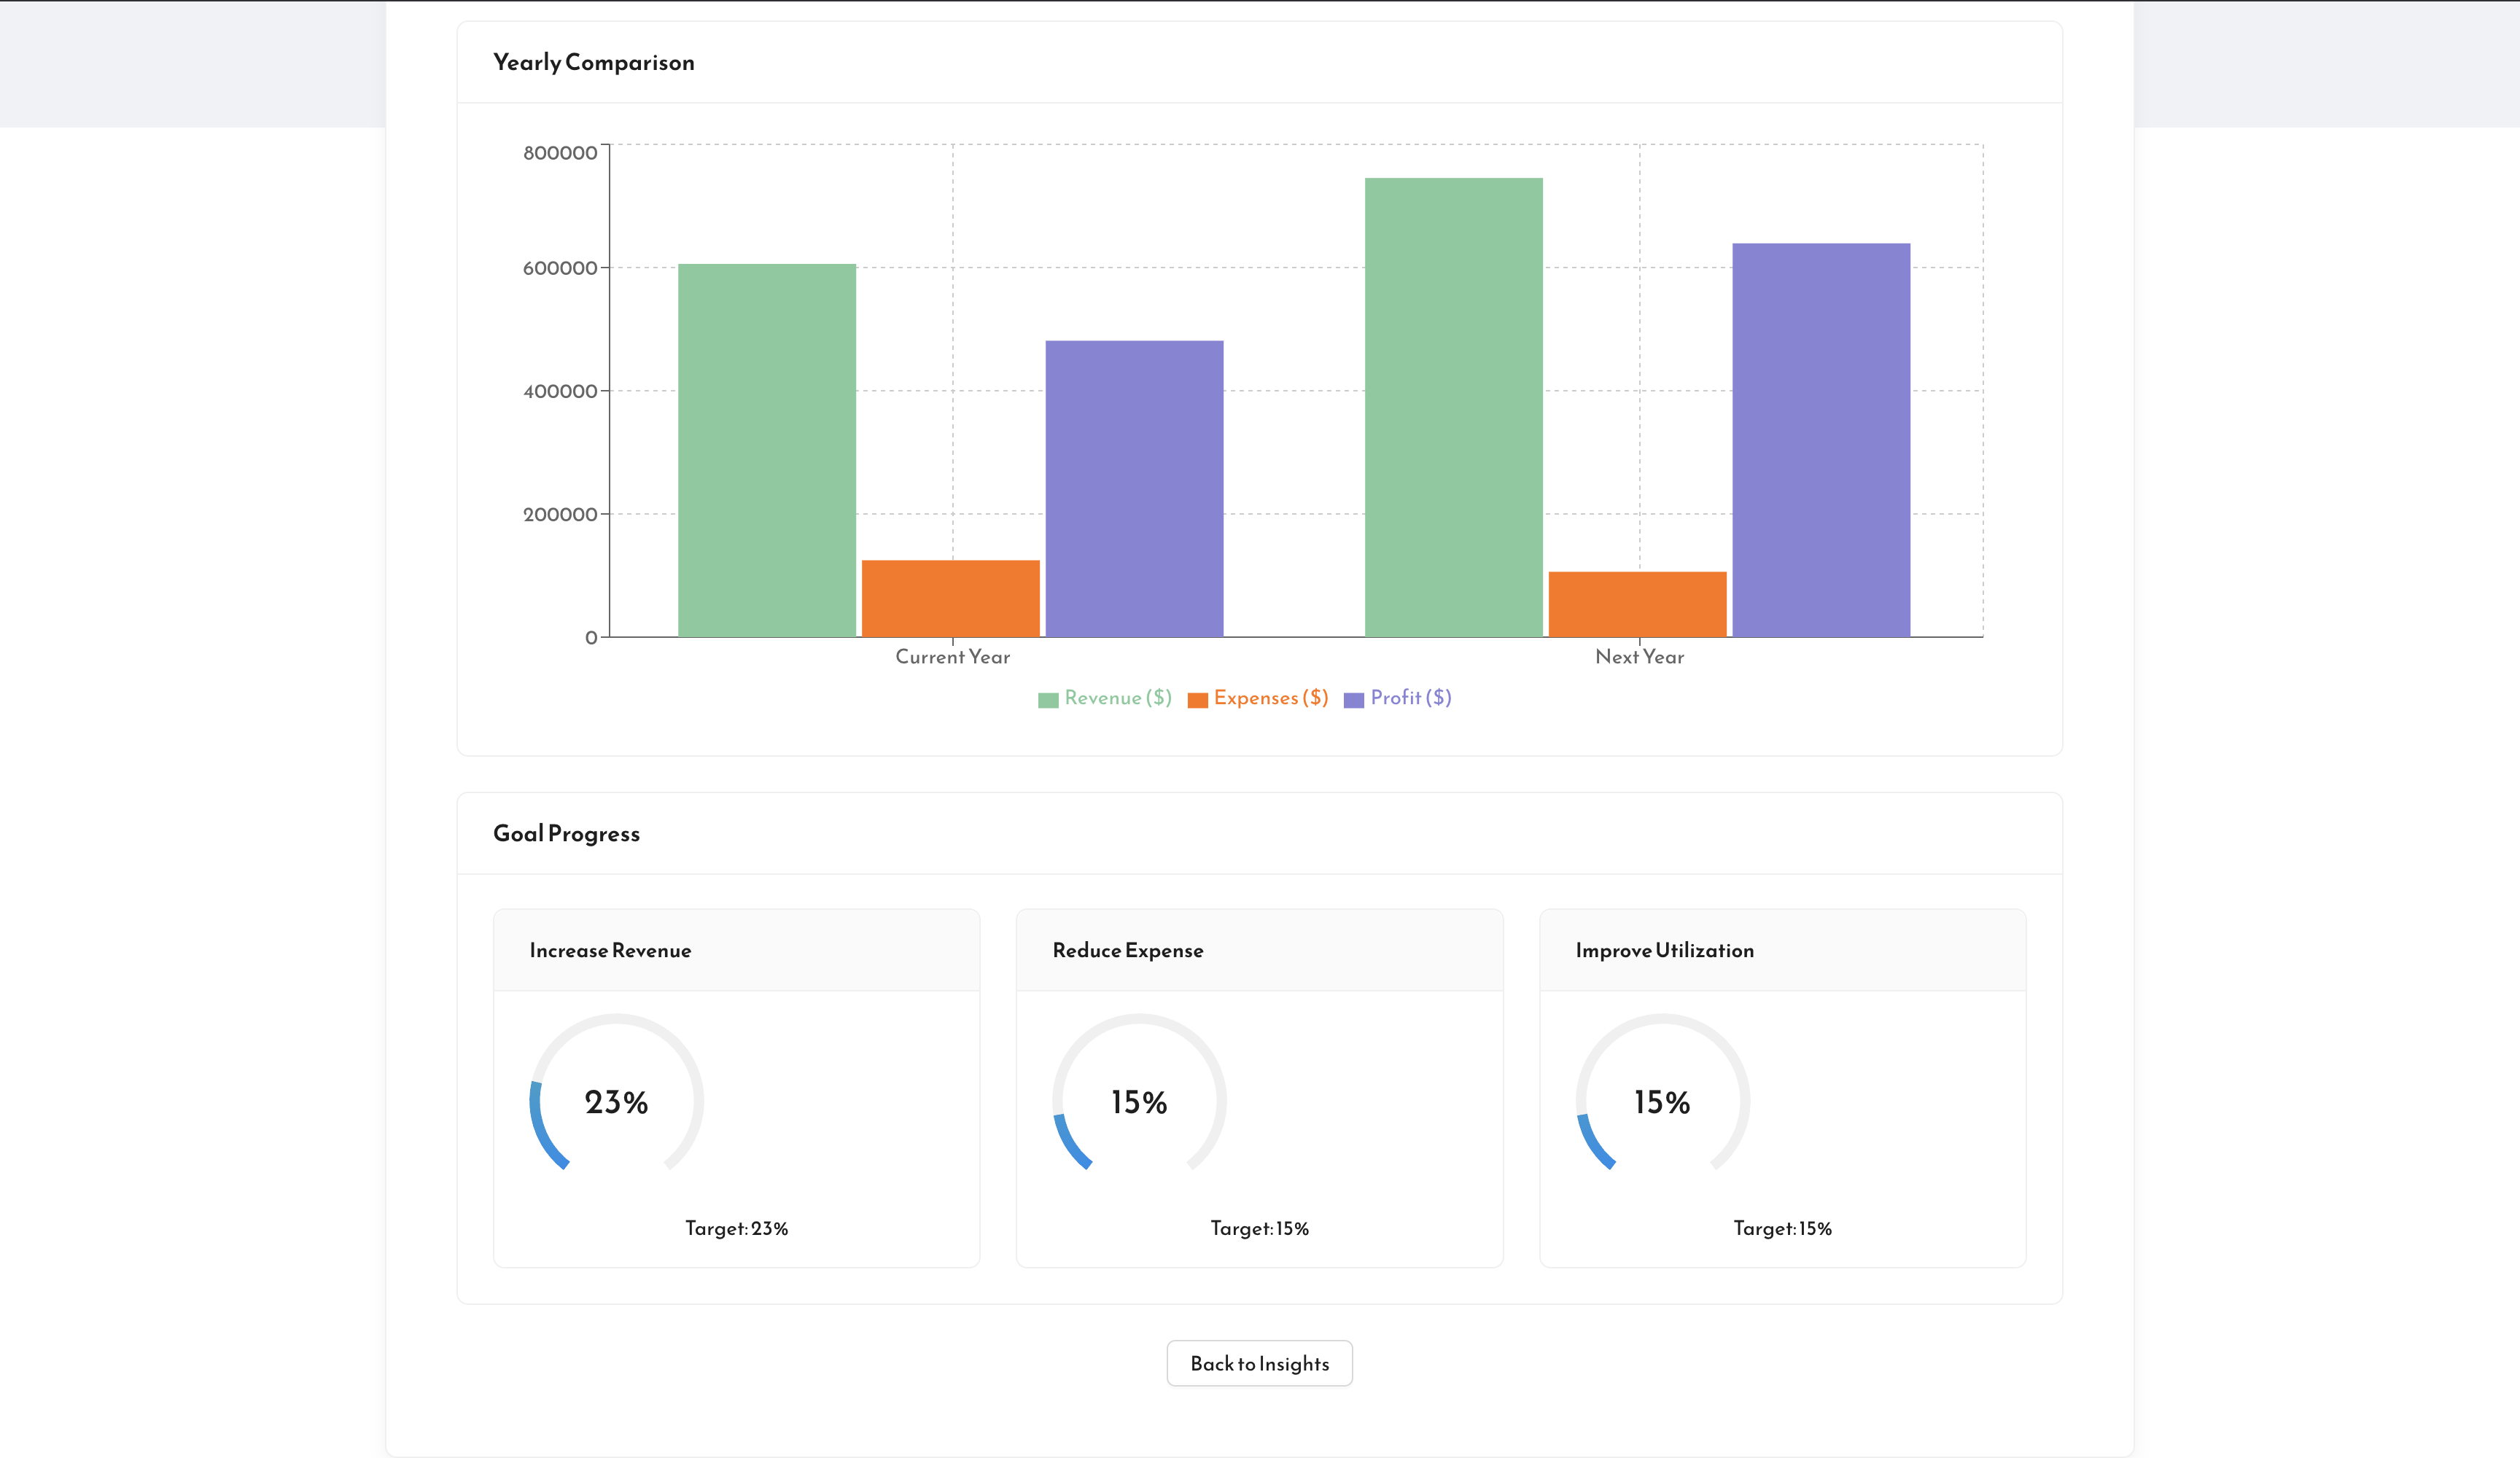 Yearly Comparison
800000
600000
400000
200000
0
Current Year
Next Year
Revenue ($) Expenses ($) Profit ($)
Goal Progress
Increase Revenue
23%
Target: 23%
Reduce Expense
15%
Target: 15%
Improve Utilization
15%
Target: 15%
Back to Insights